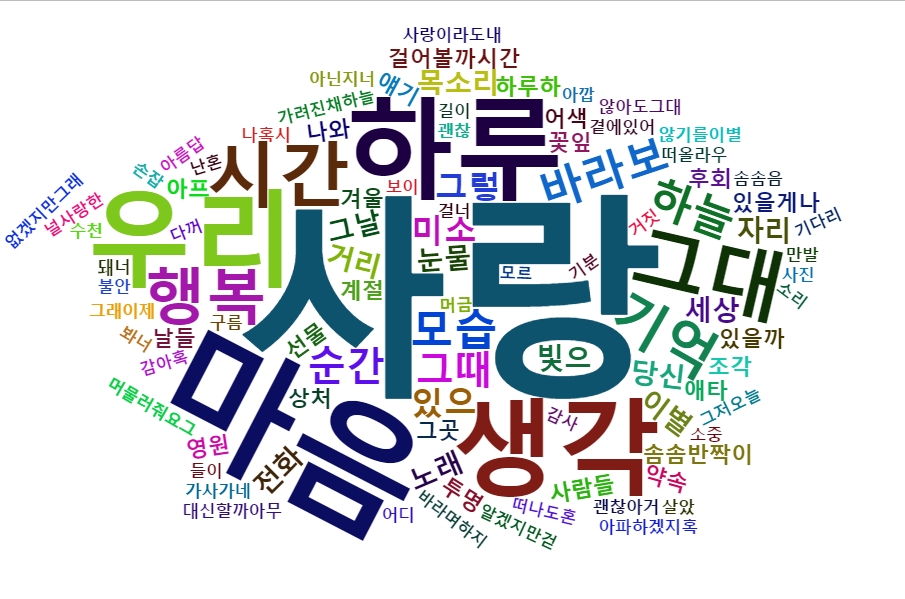 사랑이라도내
걸어볼까시간
아닌지너
얘기
목소리
하루하
아깝
가려진채하늘
길이
괜찮
어색
않아도그대
곁에있어
나혹시
나와
하루
꽃잎
않기를이별
떠올라우
아름답
난혼
시간
손잡
아프
겨울
보이
그렇
바라보
후회
솜솜음
없겠지만그래
널사랑한
수천
다꺼
우리
그날
걸너
미소
사랑
거짓
하늘
있을게나
자리
기다리
돼너
불안
행복
거리
눈물
모르
기분
그대
만발
사진
소리
계절
머금
그래이제
구름
모습
기억
세상
봐너
날들
선물
있을까
감아혹
순간
그때
빛으
당신
조각
애타
머물러줘요그
마음
상처
있으
생각
이별
그저오늘
그곳
감사
소중
영원
들이
전화
노래
솜솜반짝이
가사가네
투명
사람들
약속
대신할까아무
어디
바라며하지
알겠지만걷
떠나도혼
괜찮아거
살았
아파하겠지혹